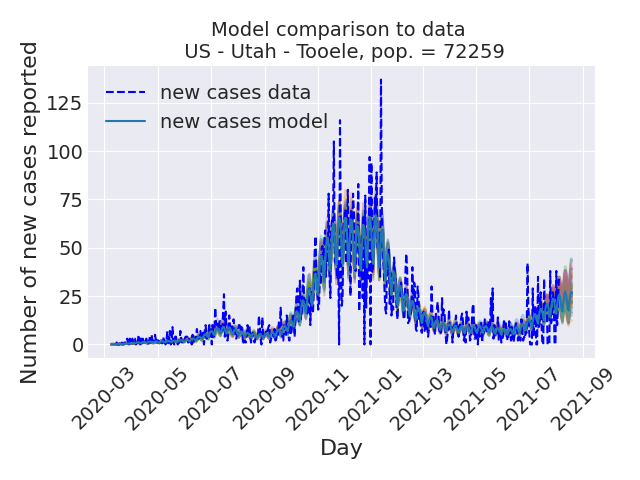 Model comparison to data
US - Utah - Tooele, pop. = 72259
Number of new cases reported
125
100
75
50
25
0
new cases data
new cases model
2020-03
2020-05
2020-07
2020-09
2020-11
2021-01
2021-03
2021-05
2021-07
2021-09
Day